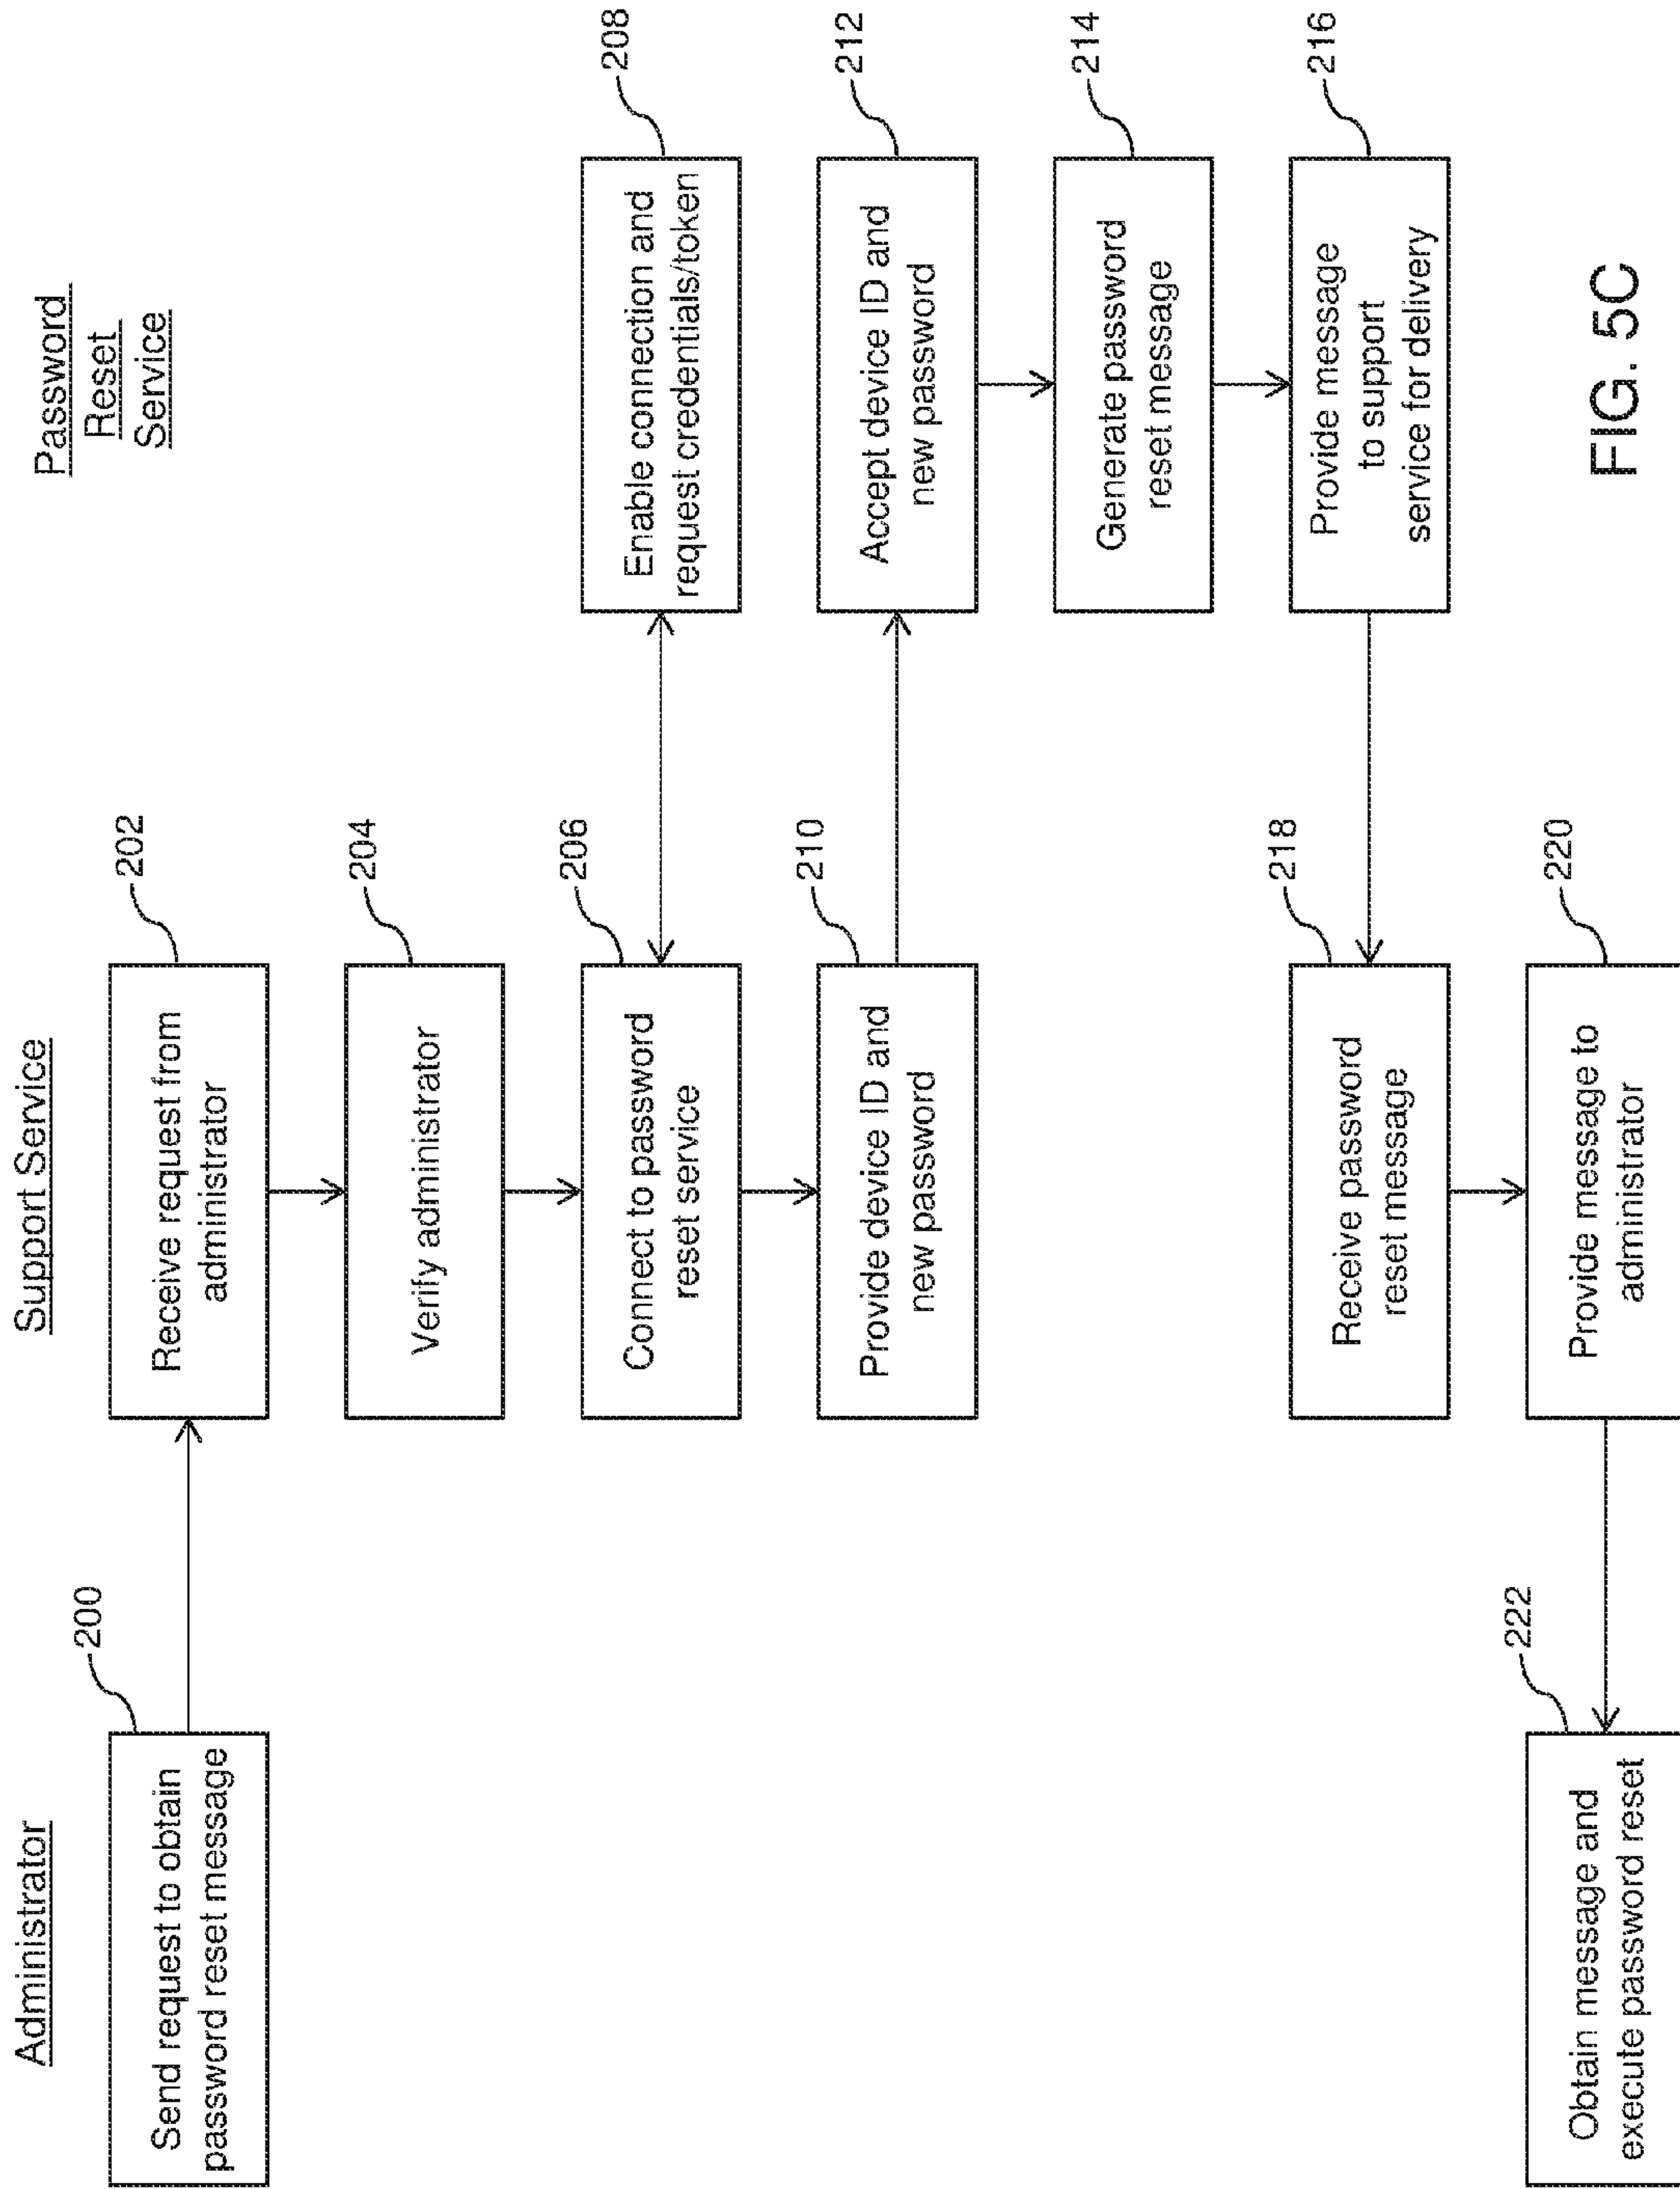 Administrator
Support Service
Password
Reset
Service
200
Send request to obtain
password reset message
202
Receive request from
administrator
204
Verify administrator
206
Connect to password
reset service
208
Enable connection and
request credentials/token
210
Provide device ID and
new password
212
Accept device ID and
new password
214
Generate password
reset message
216
Provide message
to support
service for delivery
218
Receive password
reset message
220
Provide message to
administrator
222
Obtain message and
execute password reset
FIG. 5C